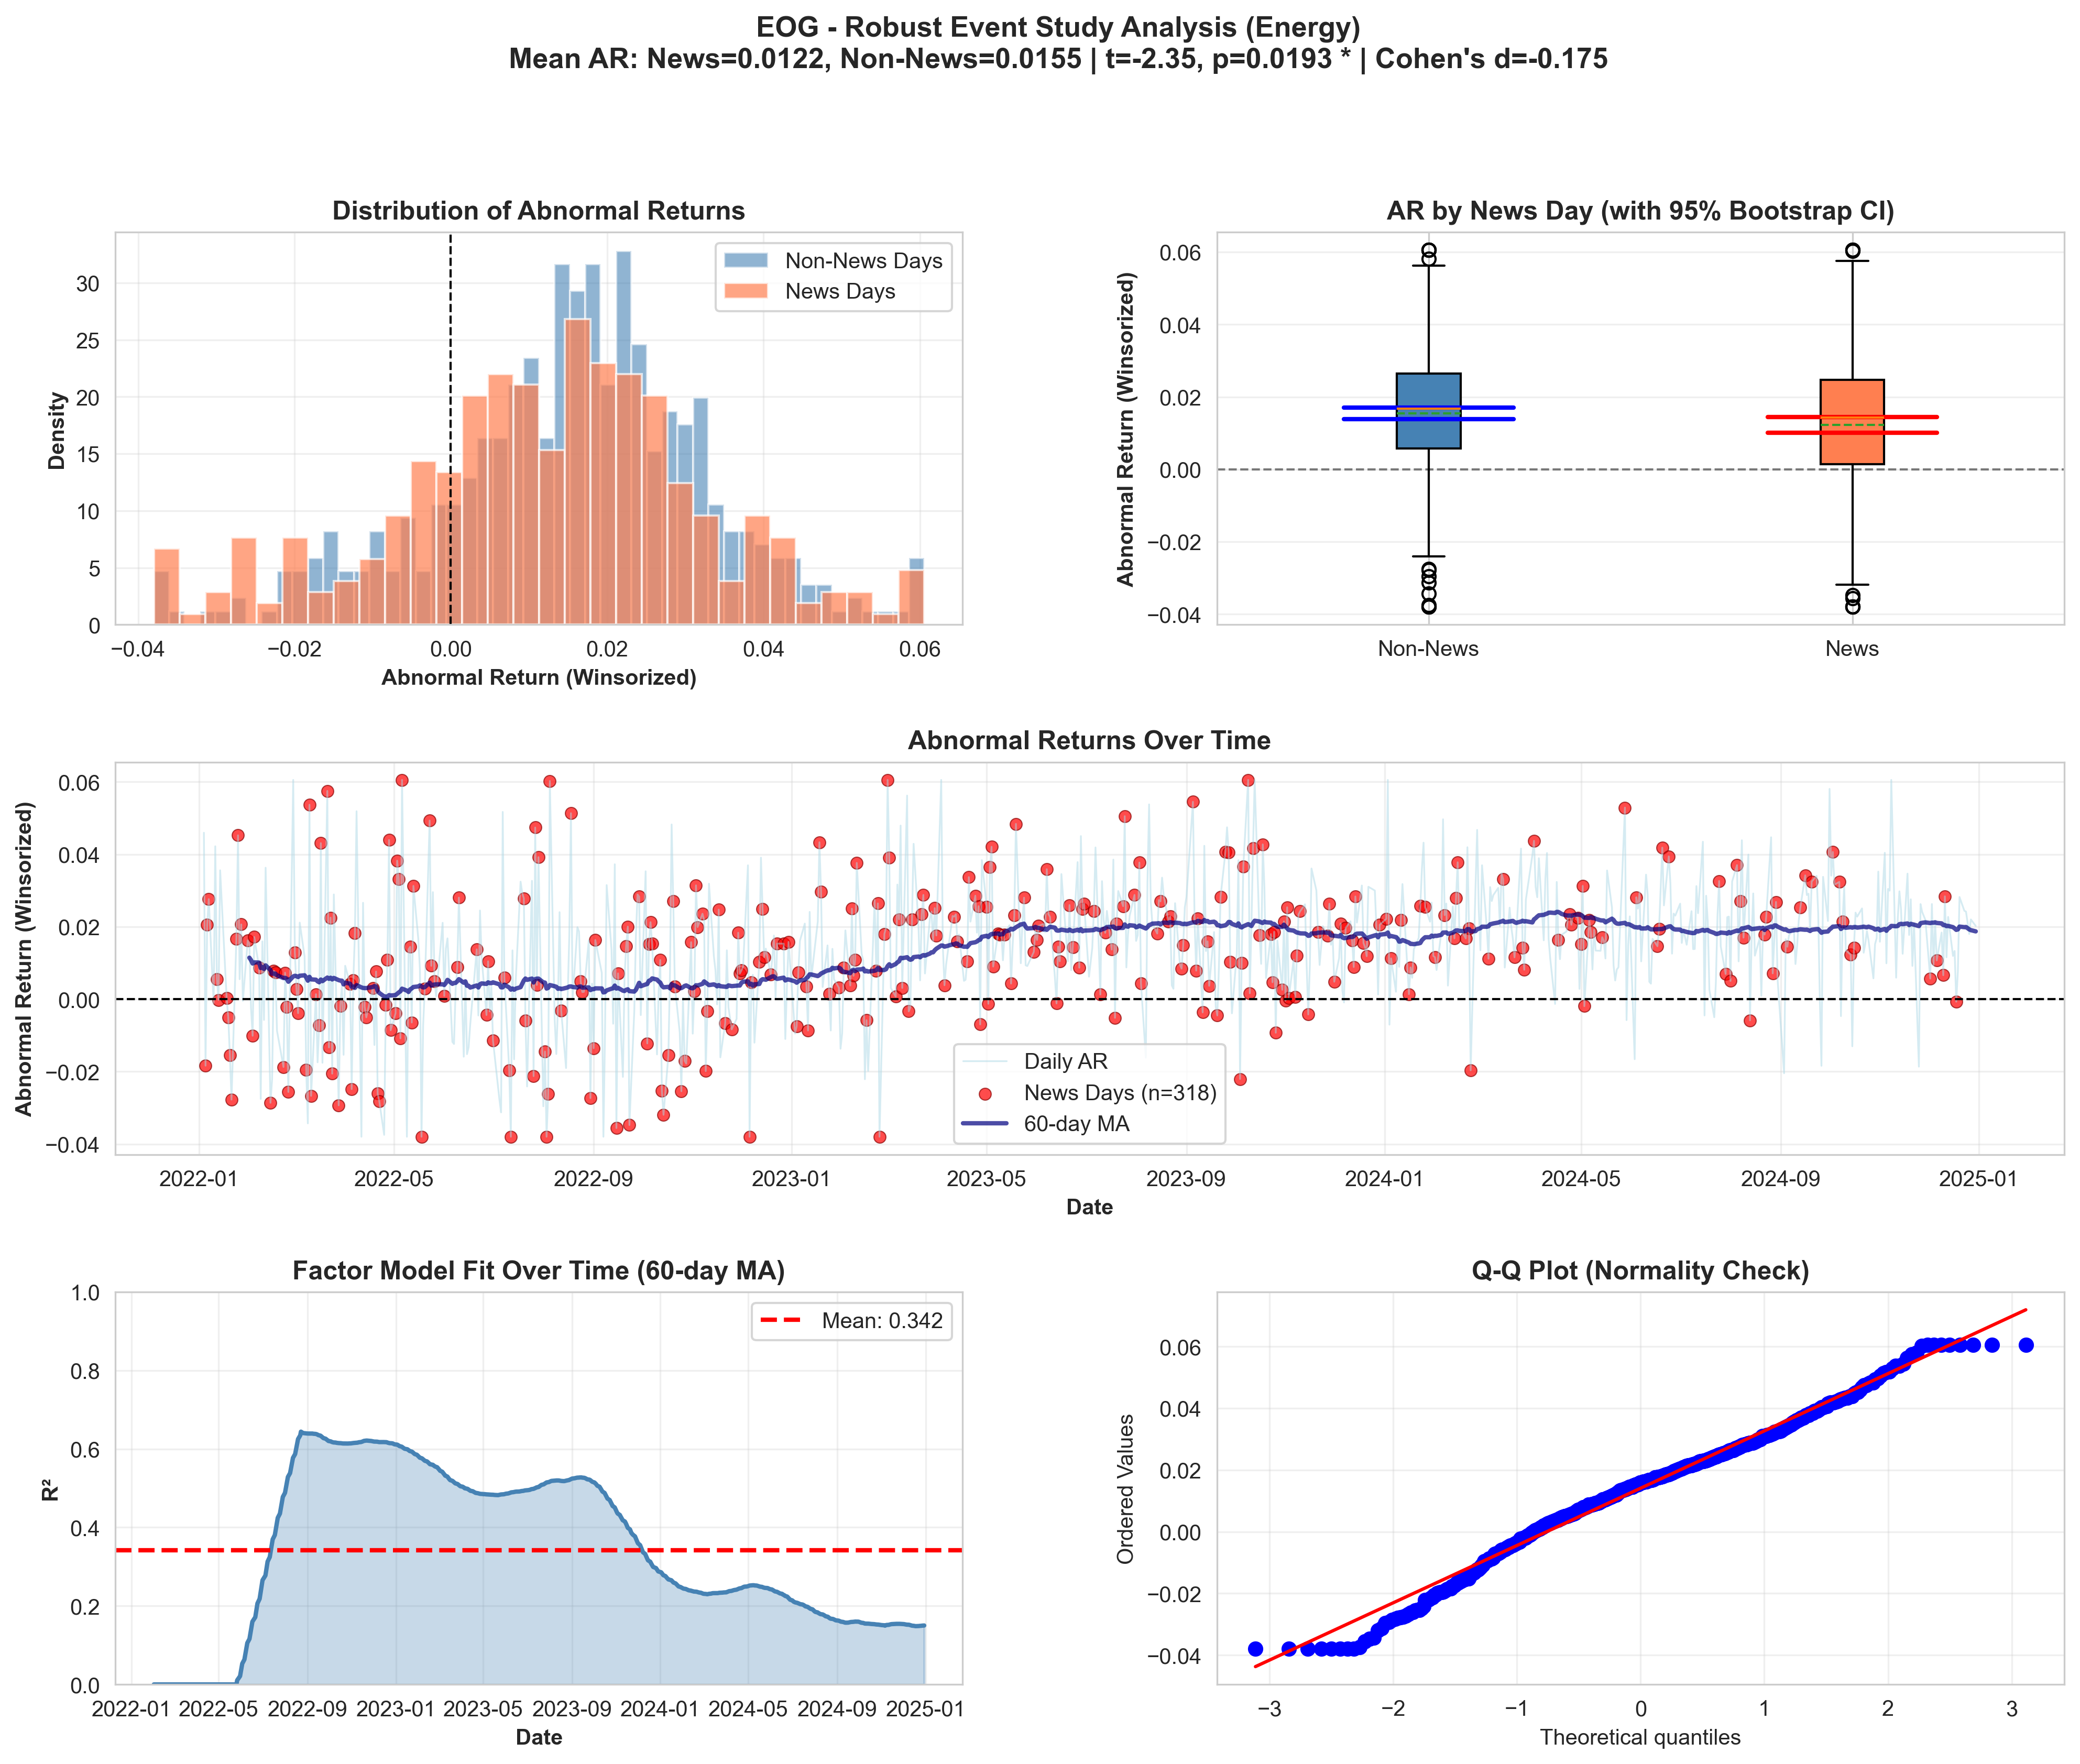 EOG - Robust Event Study Analysis (Energy)
Mean AR: News=0.0122, Non-News=0.0155 | t=-2.35, p=0.0193 * | Cohen's d=-0.175
Distribution of Abnormal Returns
Density
30
25
20
15
10
5
0
Non-News Days
News Days
−0.04
−0.02
0.00
0.02
0.04
0.06
Abnormal Return (Winsorized)
AR by News Day (with 95% Bootstrap CI)
Abnormal Return (Winsorized)
0.06
0.04
0.02
0.00
−0.02
−0.04
Non-News
News
Abnormal Returns Over Time
Abnormal Return (Winsorized)
0.06
0.04
0.02
0.00
−0.02
−0.04
Daily AR
News Days (n=318)
60-day MA
2022-01
2022-05
2022-09
2023-01
2023-05
2023-09
2024-01
2024-05
2024-09
2025-01
Date
Factor Model Fit Over Time (60-day MA)
R²
1.0
0.8
0.6
0.4
0.2
0.0
Mean: 0.342
2022-01
2022-05
2022-09
2023-01
2023-05
2023-09
2024-01
2024-05
2024-09
2025-01
Date
Q-Q Plot (Normality Check)
Ordered Values
0.06
0.04
0.02
0.00
−0.02
−0.04
−3
−2
−1
0
1
2
3
Theoretical quantiles